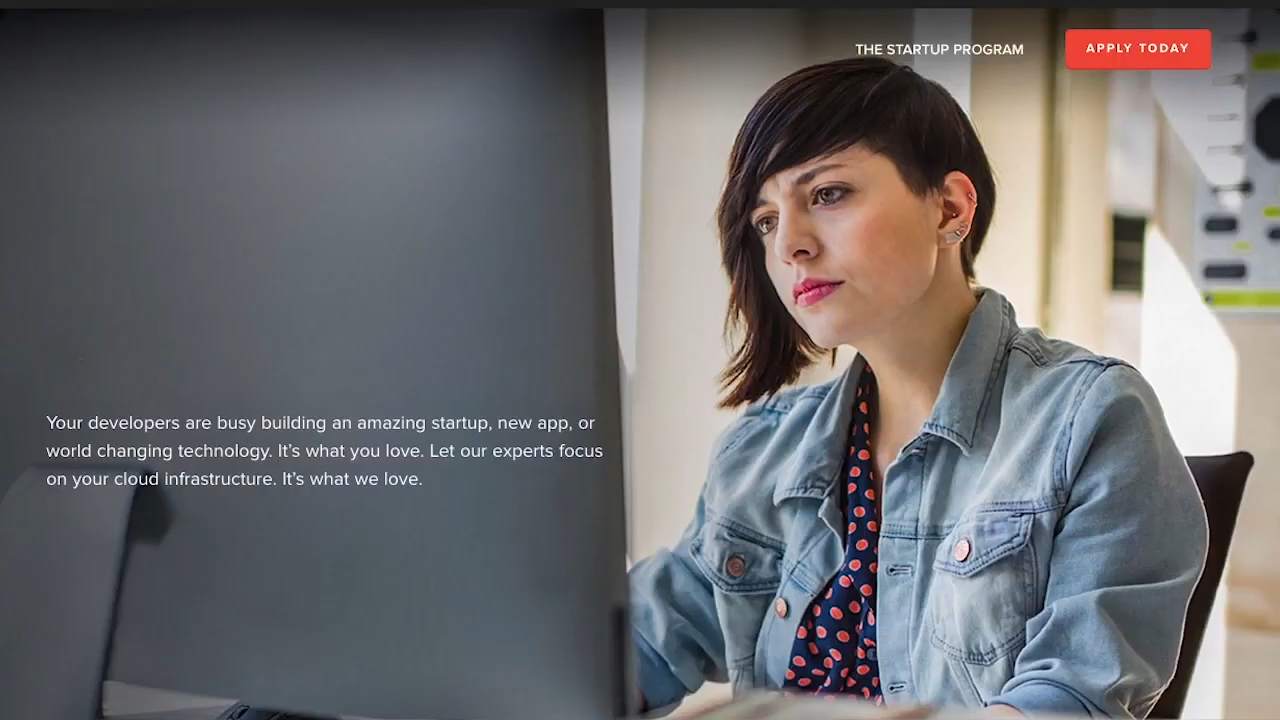 THE STARTUP PROGRAM
APPLY TODAY
Your developers are busy building an amazing startup, new app, or
world changing technology. It’s what you love. Let our experts focus
on your cloud infrastructure. It’s what we love.